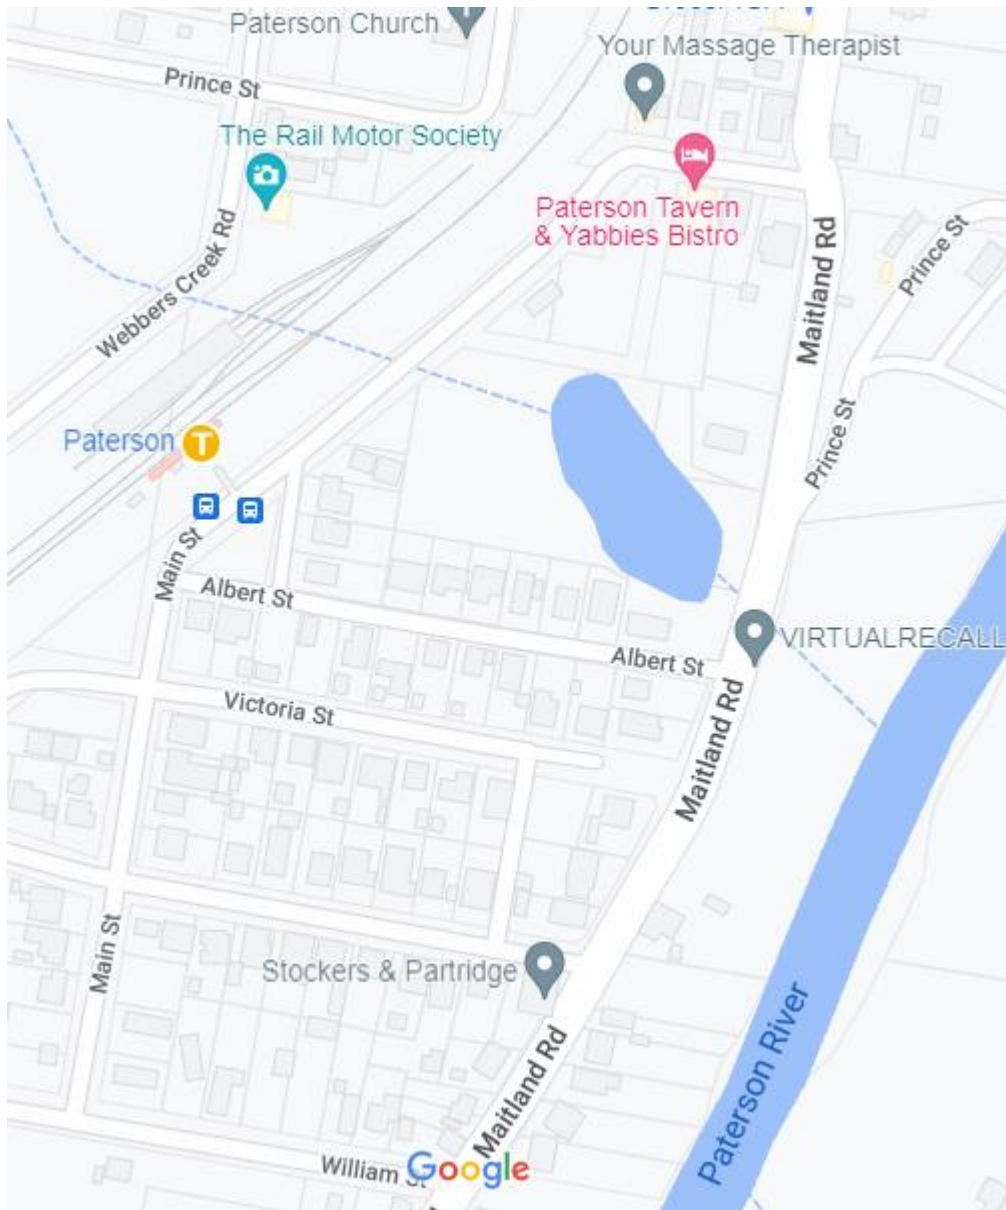 Paterson Church
Your Massage Therapist
Prince St
The Rail Motor Society
Paterson Tavern
& Yabbies Bistro
Maitland Rd
Prince St
Webbers Creek Rd
Paterson T
Prince St
Main St
Albert St
Albert St
VIRTUALRECALL
Victoria St
Maitland Rd
Main St
Stockers & Partridge
Maitland Rd
Paterson River
William St
Google